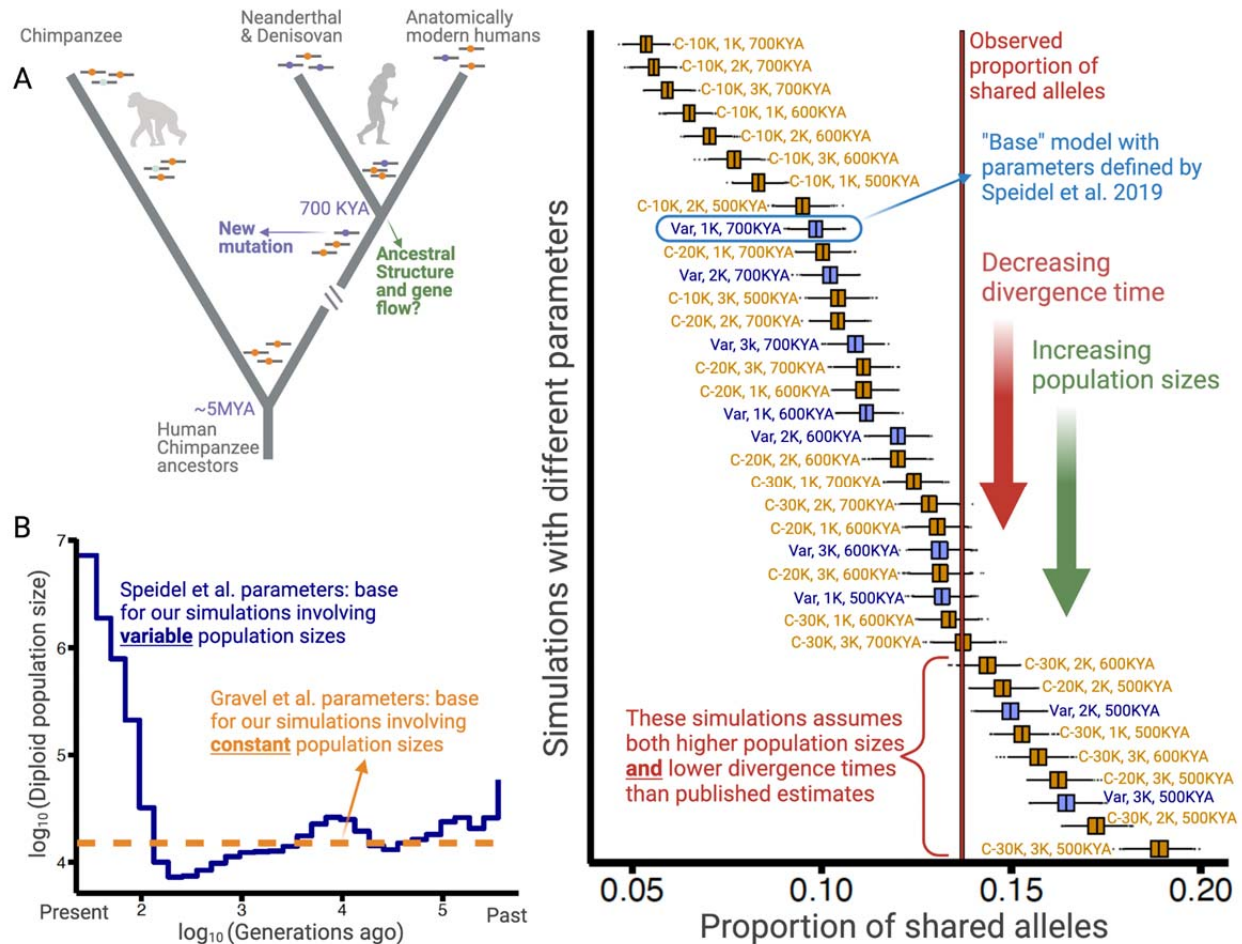 A
Chimpanzee
Neanderthal
& Denisovan
Anatomically
modern humans
700 KYA
New
mutation
Ancestral
Structure
and gene
flow?
~5MYA
Human
Chimpanzee
ancestors
B
log₁₀ (Diploid population size)
7
6
5
4
Speidel et al. parameters: base
for our simulations involving
variable population sizes
Gravel et al. parameters: base
for our simulations involving
constant population sizes
Present
2
3
4
5
Past
log₁₀ (Generations ago)
Simulations with different parameters
C-10K, 1K, 700KYA
C-10K, 2K, 700KYA
C-10K, 3K, 700KYA
C-10K, 1K, 600KYA
C-10K, 2K, 600KYA
C-10K, 3K, 600KYA
C-10K, 1K, 500KYA
C-10K, 2K, 500KYA
Var, 1K, 700KYA
C-20K, 1K, 700KYA
Var, 2K, 700KYA
C-10K, 3K, 500KYA
C-20K, 2K, 700KYA
Var, 3k, 700KYA
C-20K, 3K, 700KYA
C-20K, 1K, 600KYA
Var, 1K, 600KYA
Var, 2K, 600KYA
C-20K, 2K, 600KYA
C-30K, 1K, 700KYA
C-30K, 2K, 700KYA
C-20K, 1K, 600KYA
Var, 3K, 600KYA
C-20K, 3K, 600KYA
Var, 1K, 500KYA
C-30K, 1K, 600KYA
C-30K, 3K, 700KYA
C-30K, 2K, 600KYA
C-20K, 2K, 500KYA
Var, 2K, 500KYA
C-30K, 1K, 500KYA
C-30K, 3K, 600KYA
C-20K, 3K, 500KYA
Var, 3K, 500KYA
C-30K, 2K, 500KYA
C-30K, 3K, 500KYA
Observed
proportion of
shared alleles
"Base" model with
parameters defined by
Speidel et al. 2019
Decreasing
divergence time
Increasing
population sizes
These simulations assumes
both higher population sizes
and lower divergence times
than published estimates
0.05
0.10
0.15
0.20
Proportion of shared alleles